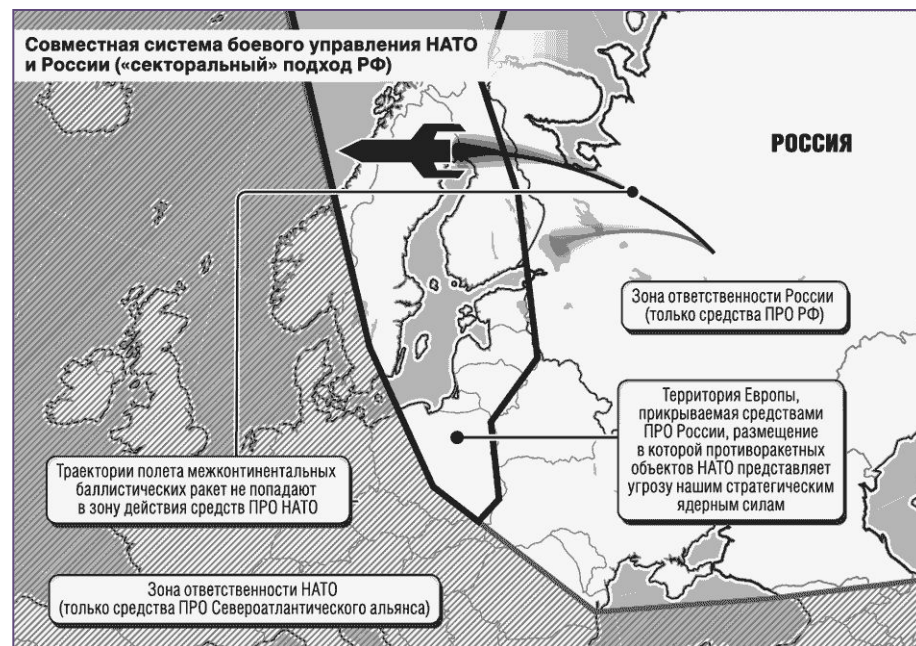 Совместная система боевого управления НАТО
и России («секторальный» подход РФ)
РОССИЯ
Зона ответственности России
(только средства ПРО РФ)
Территория Европы,
прикрываемая средствами
ПРО России, размещение
в которой противоракетных
объектов НАТО представляет
угрозу нашим стратегическим
ядерным силам
Траектории полета межконтинентальных
баллистических ракет не попадают
в зону действия средств ПРО НАТО
Зона ответственности НАТО
(только средства ПРО Североатлантического альянса)